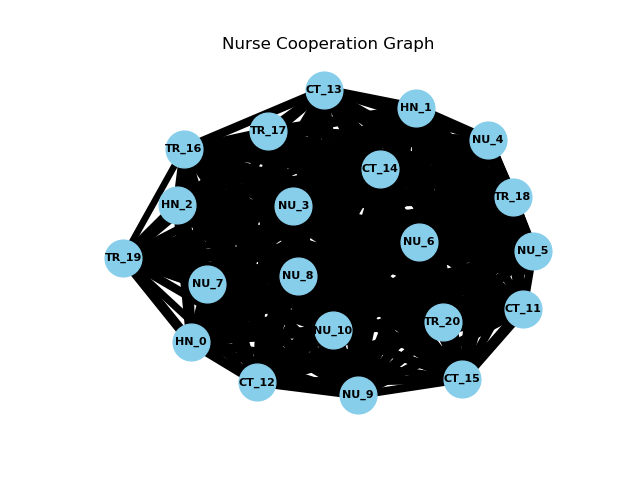 Nurse Cooperation Graph
CT_13
HN_1
TR_17
NU_4
TR_16
CT_14
TR_18
HN_2
NU_3
NU_6
NU_5
TR_19
NU_8
NU_7
CT_11
TR_20
NU_10
HN_0
CT_15
CT_12
NU_9